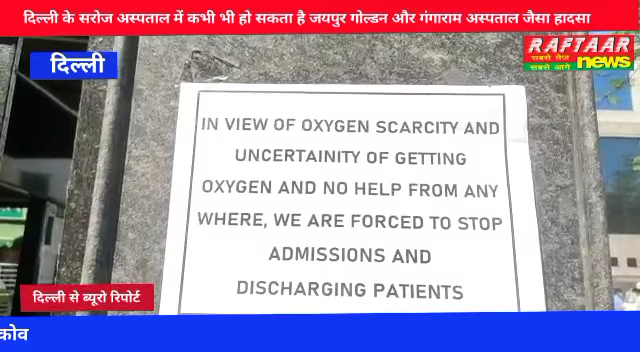 दिल्ली के सरोज अस्पताल में कभी भी हो सकता है जयपुर गोल्डन और गंगाराम अस्पताल जैसा हादसा
RAFTAAR
सबसे तेज
सबसे आगे
news
दिल्ली
IN VIEW OF OXYGEN SCARCITY AND
UNCERTAINITY OF GETTING
OXYGEN AND NO HELP FROM ANY
WHERE, WE ARE FORCED TO STOP
ADMISSIONS AND
DISCHARGING PATIENTS
दिल्ली से ब्यूरो रिपोर्ट
कोव